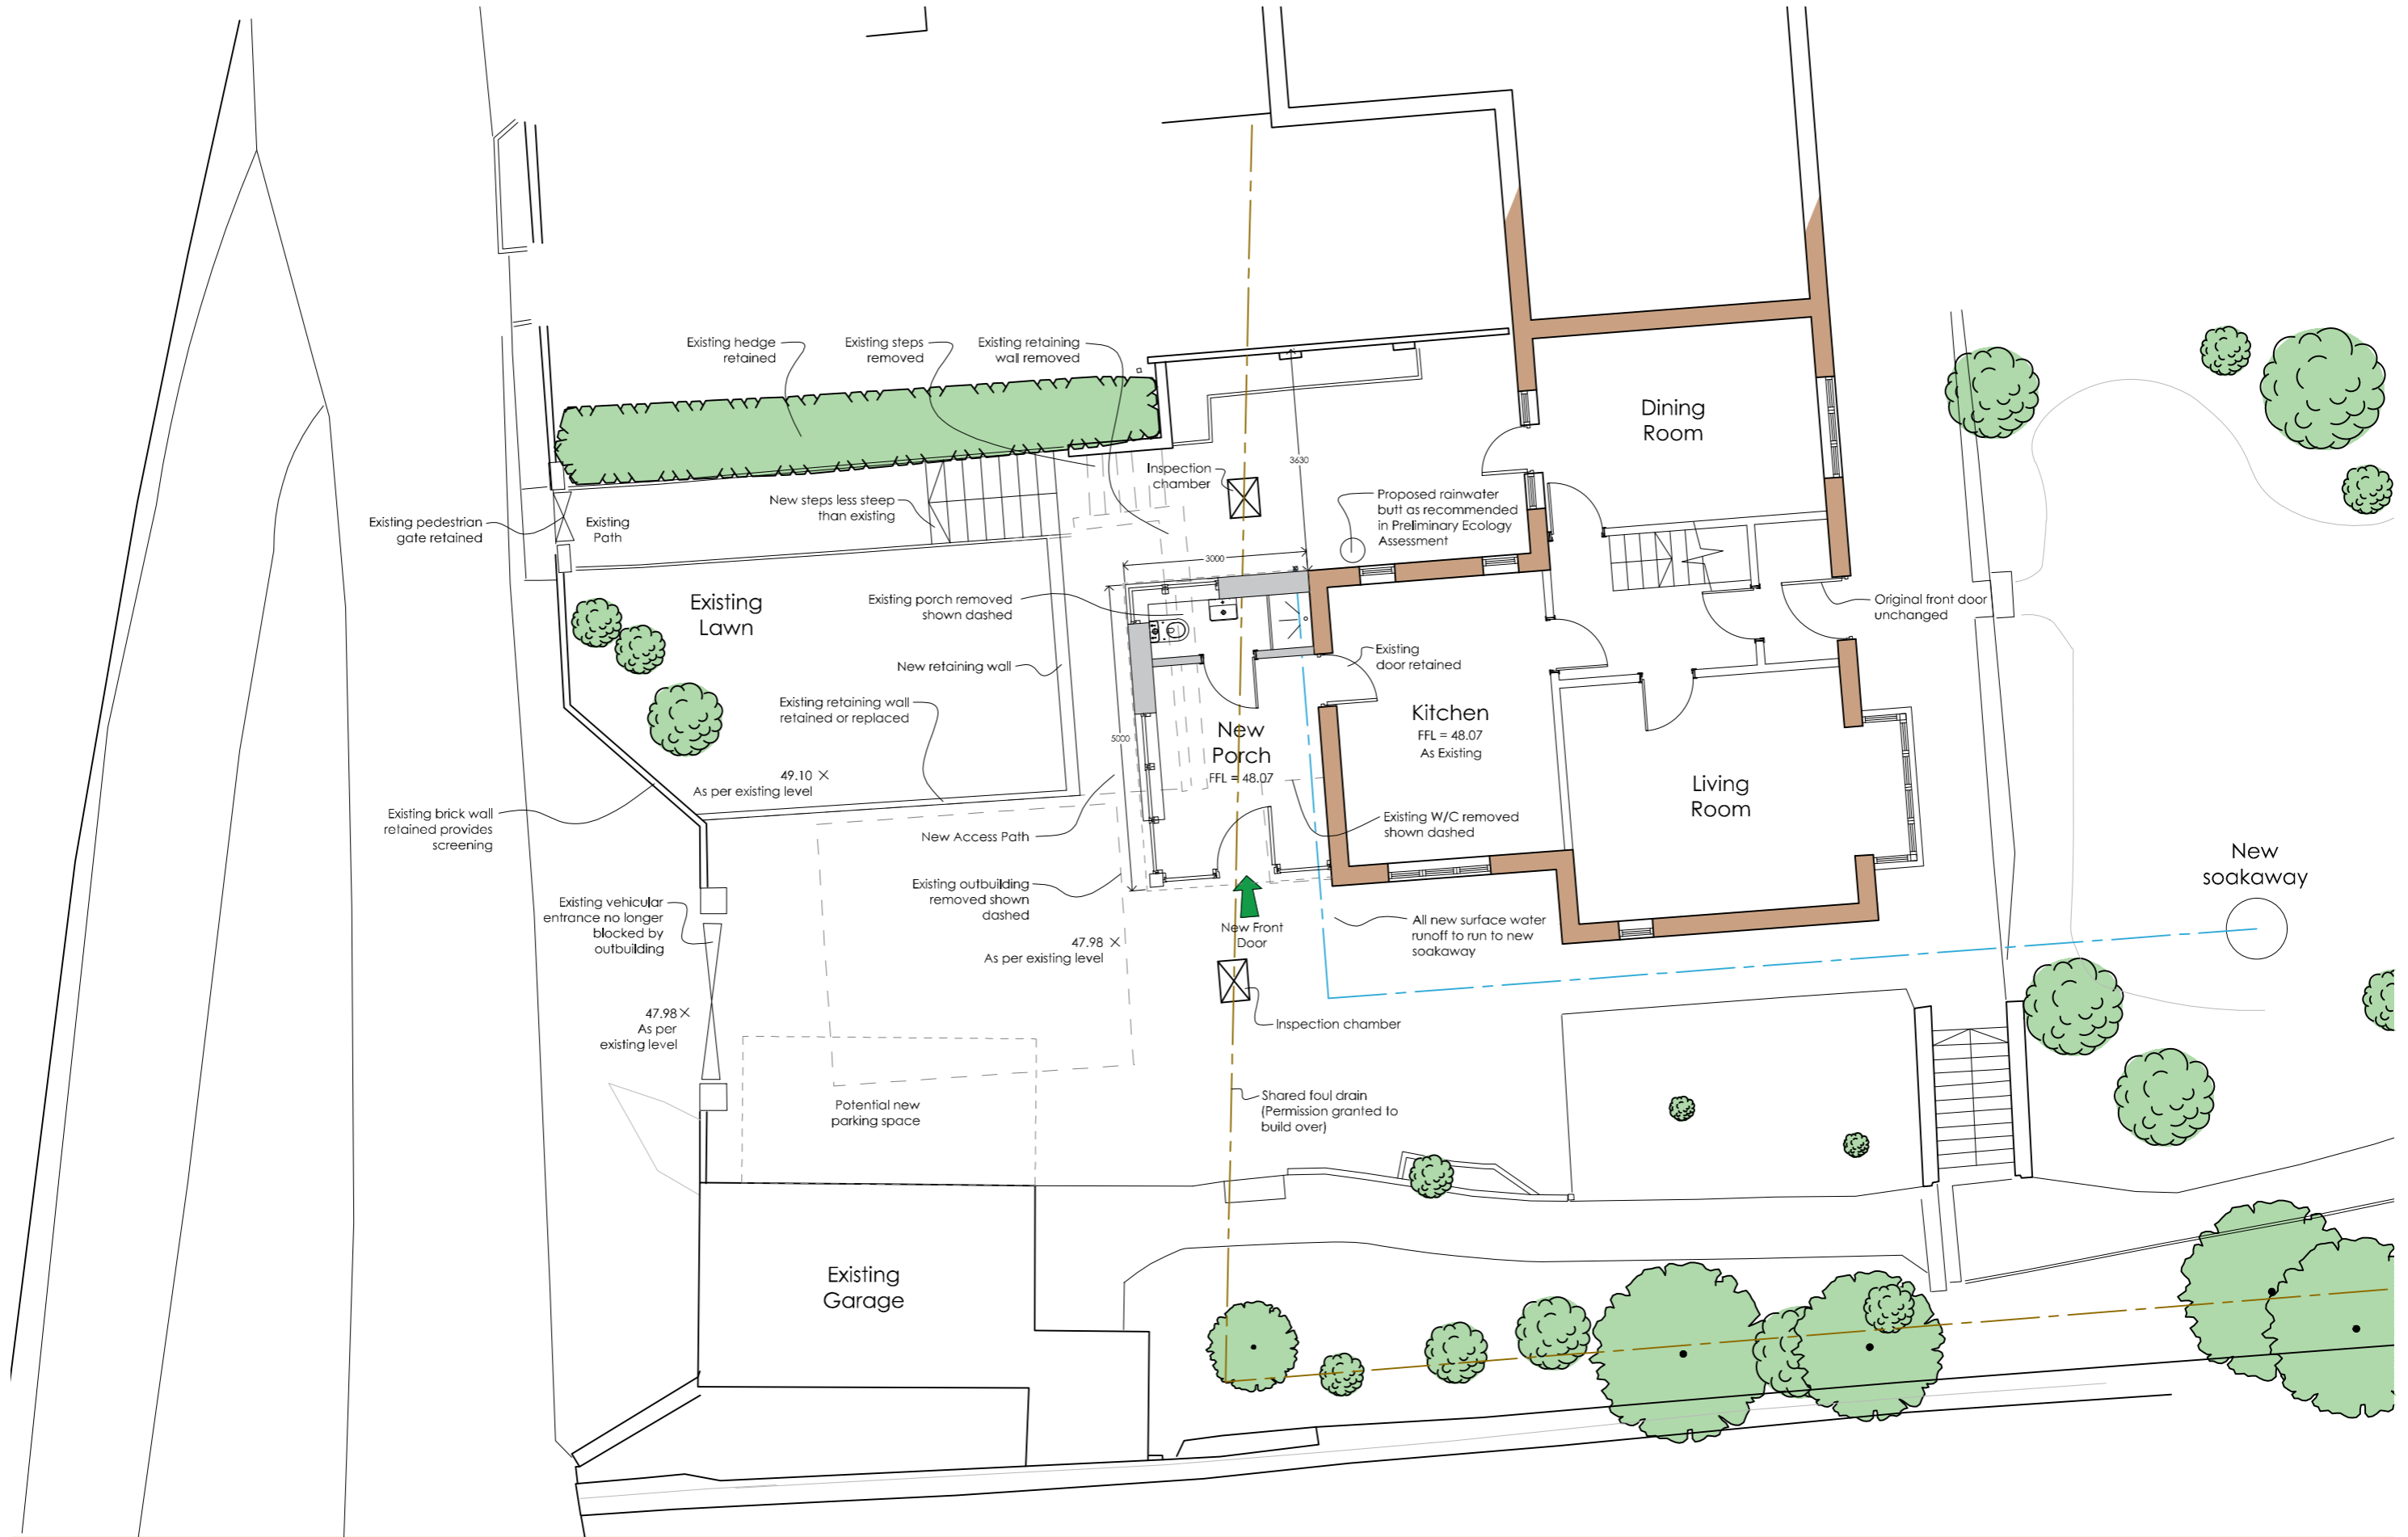 Existing hedge
retained
Existing steps
removed
Existing retaining
wall removed
Dining
Room
3630
Inspection
chamber
Proposed rainwater
butt as recommended
in Preliminary Ecology
Assessment
New steps less steep
than existing
Existing pedestrian
gate retained
Existing
Path
3000
Existing
Lawn
Existing porch removed
shown dashed
Original front door
unchanged
New retaining wall
Existing
door retained
Existing retaining wall
retained or replaced
5000
New
Porch
FFL = 48.07
Kitchen
FFL = 48.07
As Existing
49.10
As per existing level
Living
Room
Existing brick wall
retained provides
screening
New Access Path
Existing W/C removed
shown dashed
Existing outbuilding
removed shown
dashed
New
soakaway
Existing vehicular
entrance no longer
blocked by
outbuilding
New Front
Door
All new surface water
runoff to run to new
soakaway
47.98
As per existing level
47.98
As per
existing level
Inspection chamber
Potential new
parking space
Shared foul drain
(Permission granted to
build over)
Existing
Garage